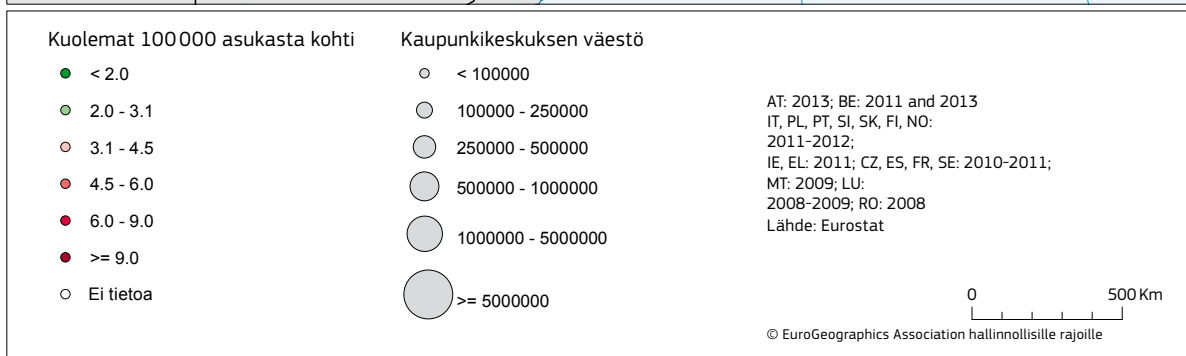 Kuolemat 100 000 asukasta kohti
< 2.0
2.0 - 3.1
3.1 - 4.5
4.5 - 6.0
6.0 - 9.0
>= 9.0
Ei tietoa
Kaupunkikeskuksen väestö
< 100000
100000 - 250000
250000 - 500000
500000 - 1000000
1000000 - 5000000
>= 5000000
AT: 2013; BE: 2011 and 2013
IT, PL, PT, SI, SK, FI, NO:
2011-2012;
IE, EL: 2011; CZ, ES, FR, SE: 2010-2011;
MT: 2009; LU:
2008-2009; RO: 2008
Lähde: Eurostat
0 500 Km
© EuroGeographics Association hallinnollisille rajoille